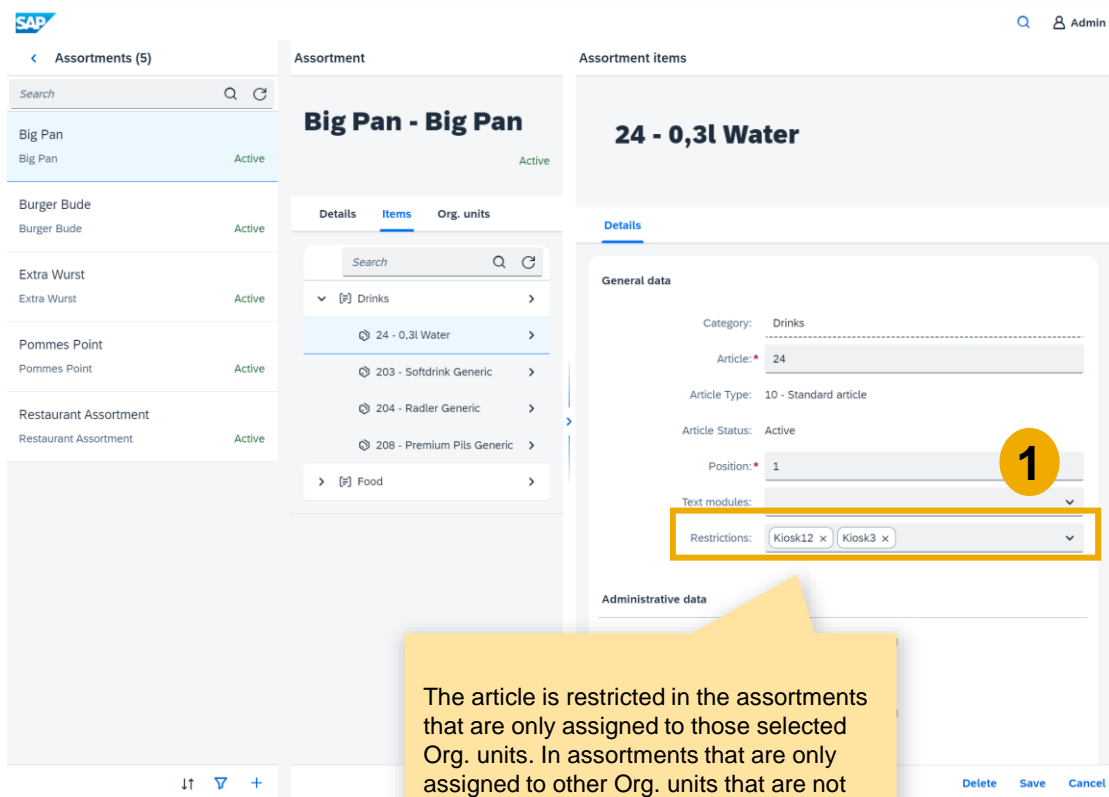 SAP
Admin
Assortments (5)
Search
Big Pan
Big Pan Active
Burger Bude
Burger Bude Active
Extra Wurst
Extra Wurst Active
Pommes Point
Pommes Point Active
Restaurant Assortment
Restaurant Assortment Active
Assortment
Big Pan - Big Pan
Active
Details Items Org. units
Search
Drinks
24 - 0,3l Water
203 - Softdrink Generic
204 - Radler Generic
208 - Premium Pils Generic
Food
Assortment items
24 - 0,3l Water
Details
General data
Category: Drinks
Article:* 24
Article Type: 10 - Standard article
Article Status: Active
Position:* 1
1
Text modules:
Restrictions: Kiosk12 × Kiosk3 ×
Administrative data
The article is restricted in the assortments
that are only assigned to those selected
Org. units. In assortments that are only
assigned to other Org. units that are not
Delete Save Cancel